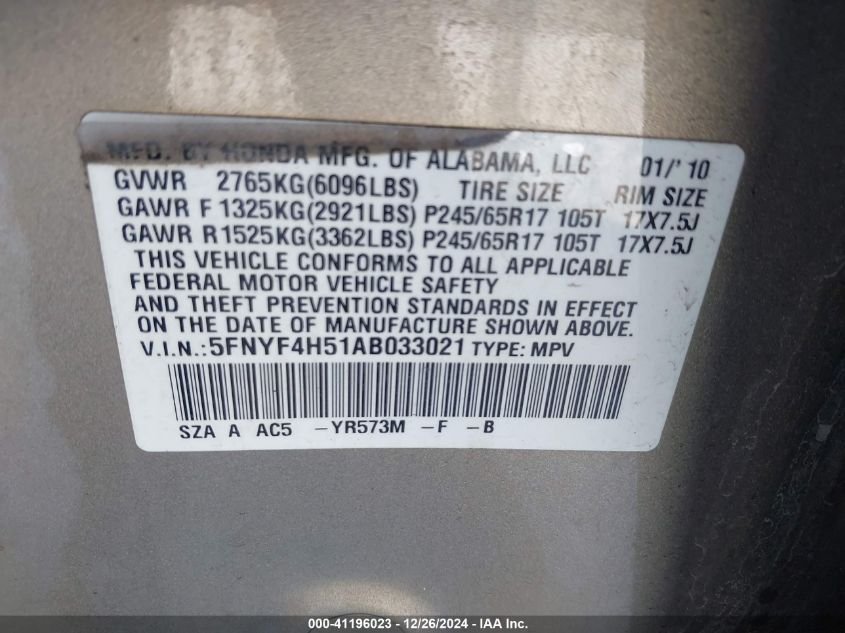 MFD. BY HONDA MFG. OF ALABAMA, LLC 01/'10
GVWR 2765KG(6096LBS) TIRE SIZE RIM SIZE
GAWR F 1325KG(2921LBS) P245/65R17 105T 17X7.5J
GAWR R 1525KG(3362LBS) P245/65R17 105T 17X7.5J
THIS VEHICLE CONFORMS TO ALL APPLICABLE
FEDERAL MOTOR VEHICLE SAFETY
AND THEFT PREVENTION STANDARDS IN EFFECT
ON THE DATE OF MANUFACTURE SHOWN ABOVE.
V.I.N.: 5FNYF4H51AB033021 TYPE: MPV
SZA A AC5 -YR573M -F -B
000-41196023 - 12/26/2024 - IAA Inc.